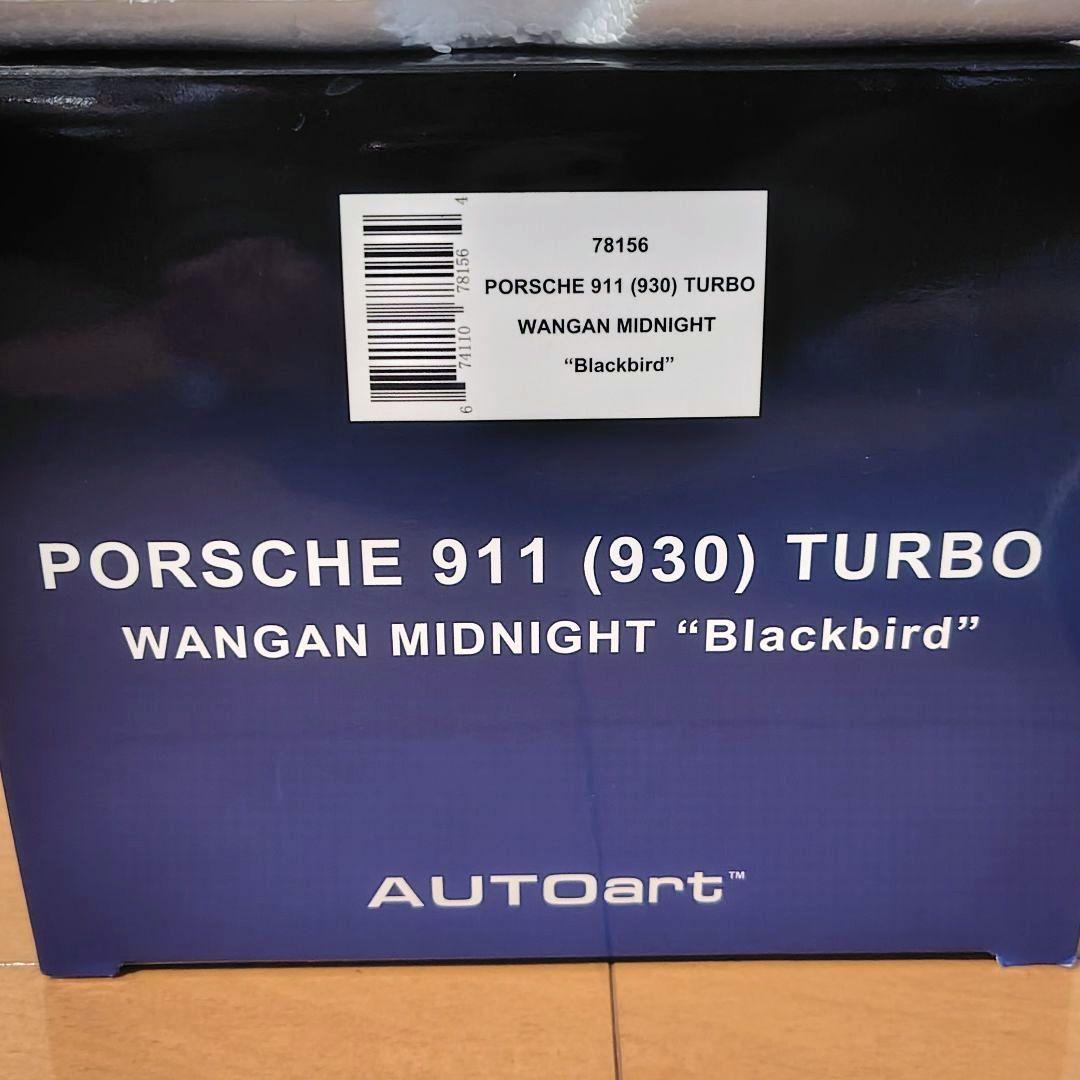 78156
PORSCHE 911 (930) TURBO
WANGAN MIDNIGHT
“Blackbird”
6 74110 78156 4
PORSCHE 911 (930) TURBO
WANGAN MIDNIGHT “Blackbird”
AUTOart™